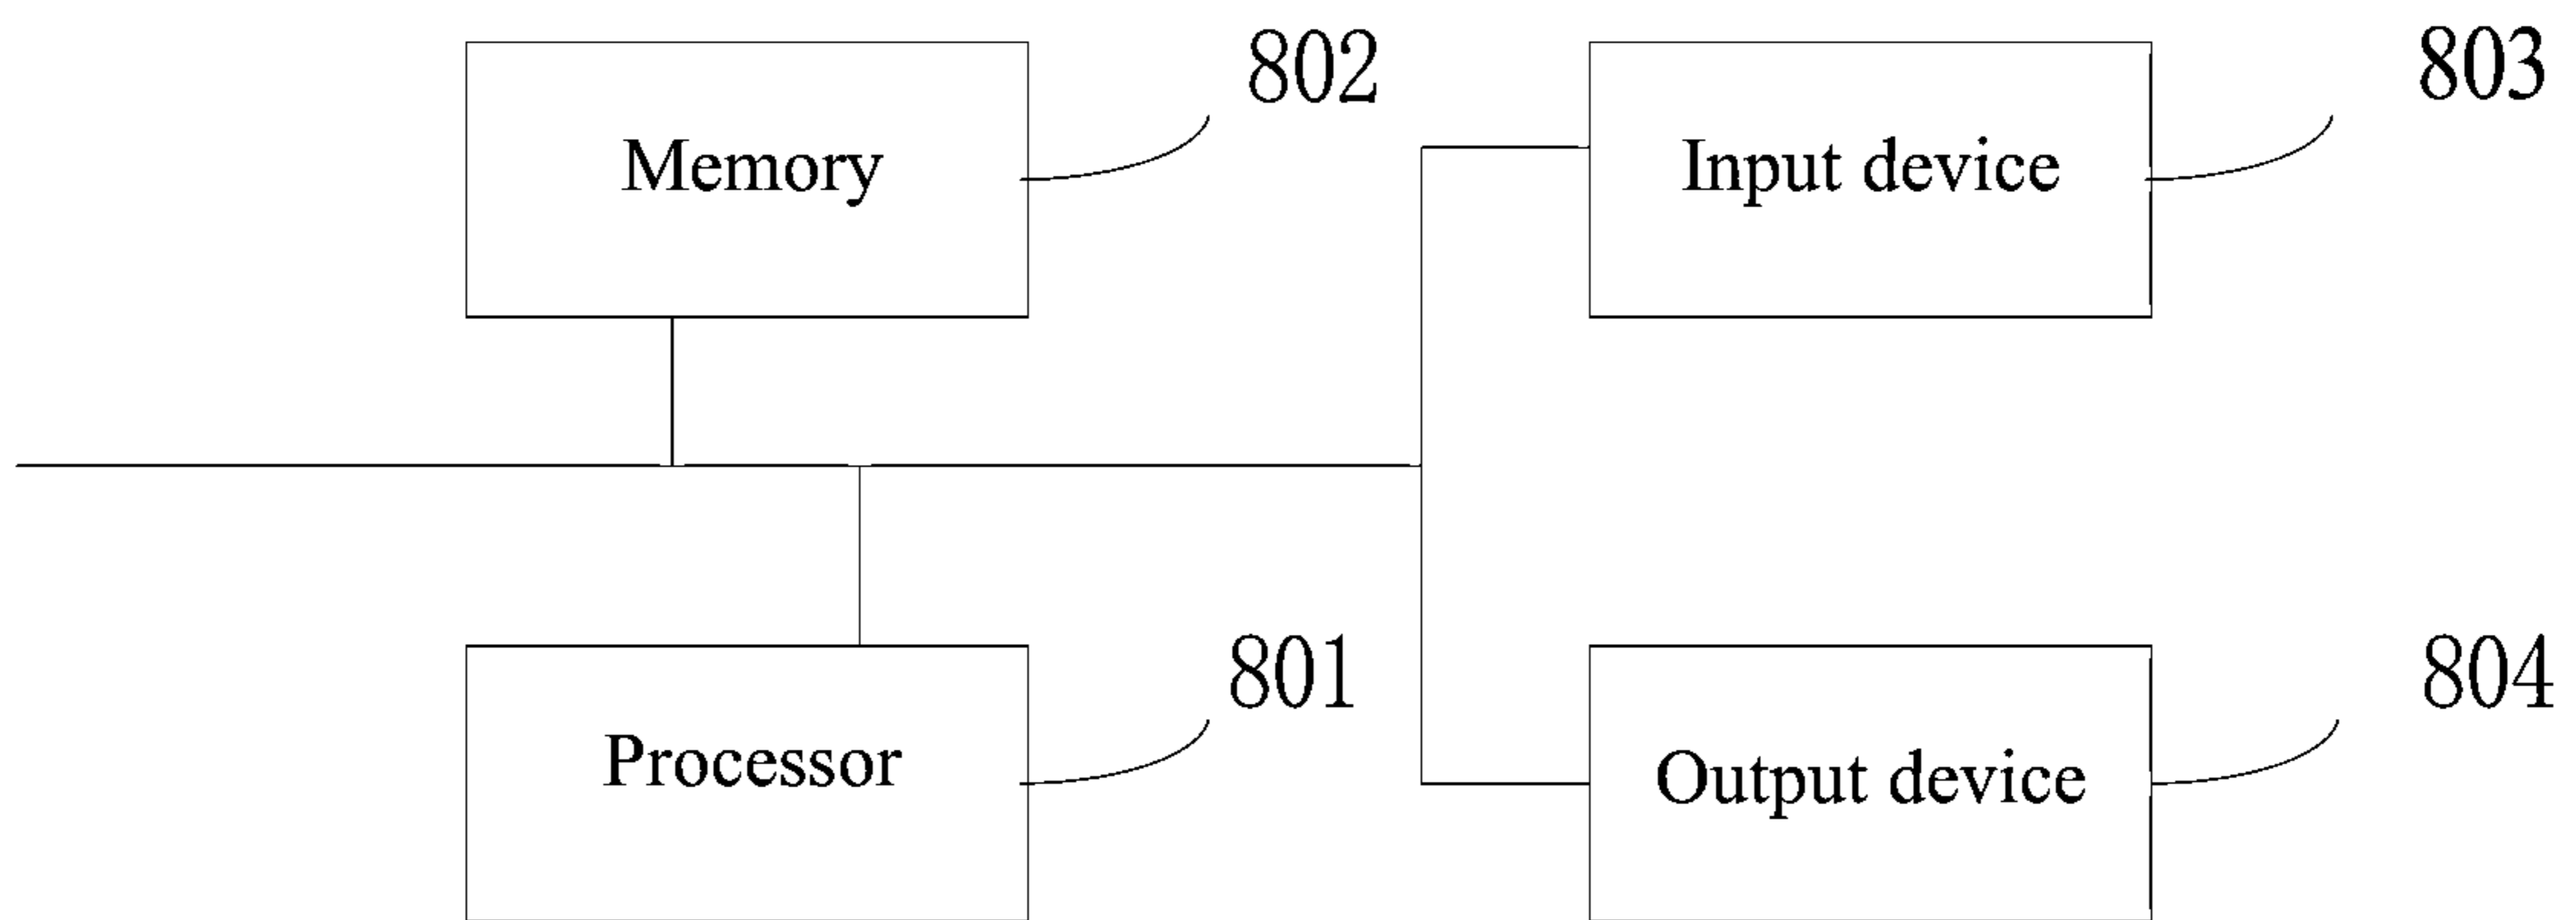 802
Memory
803
Input device
801
Processor
804
Output device